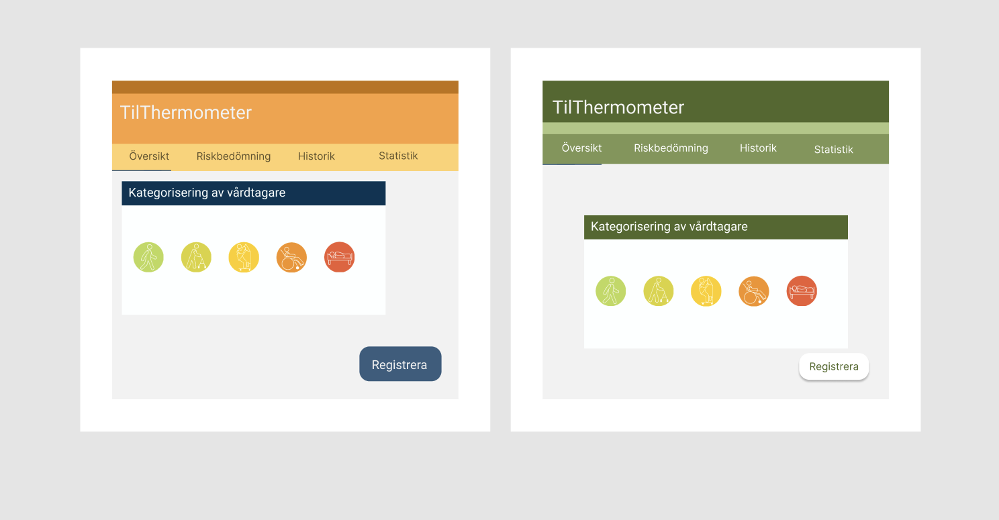 TilThermometer
Översikt Riskbedömning Historik Statistik
Kategorisering av vårdtagare
Registrera
TilThermometer
Översikt Riskbedömning Historik Statistik
Kategorisering av vårdtagare
Registrera